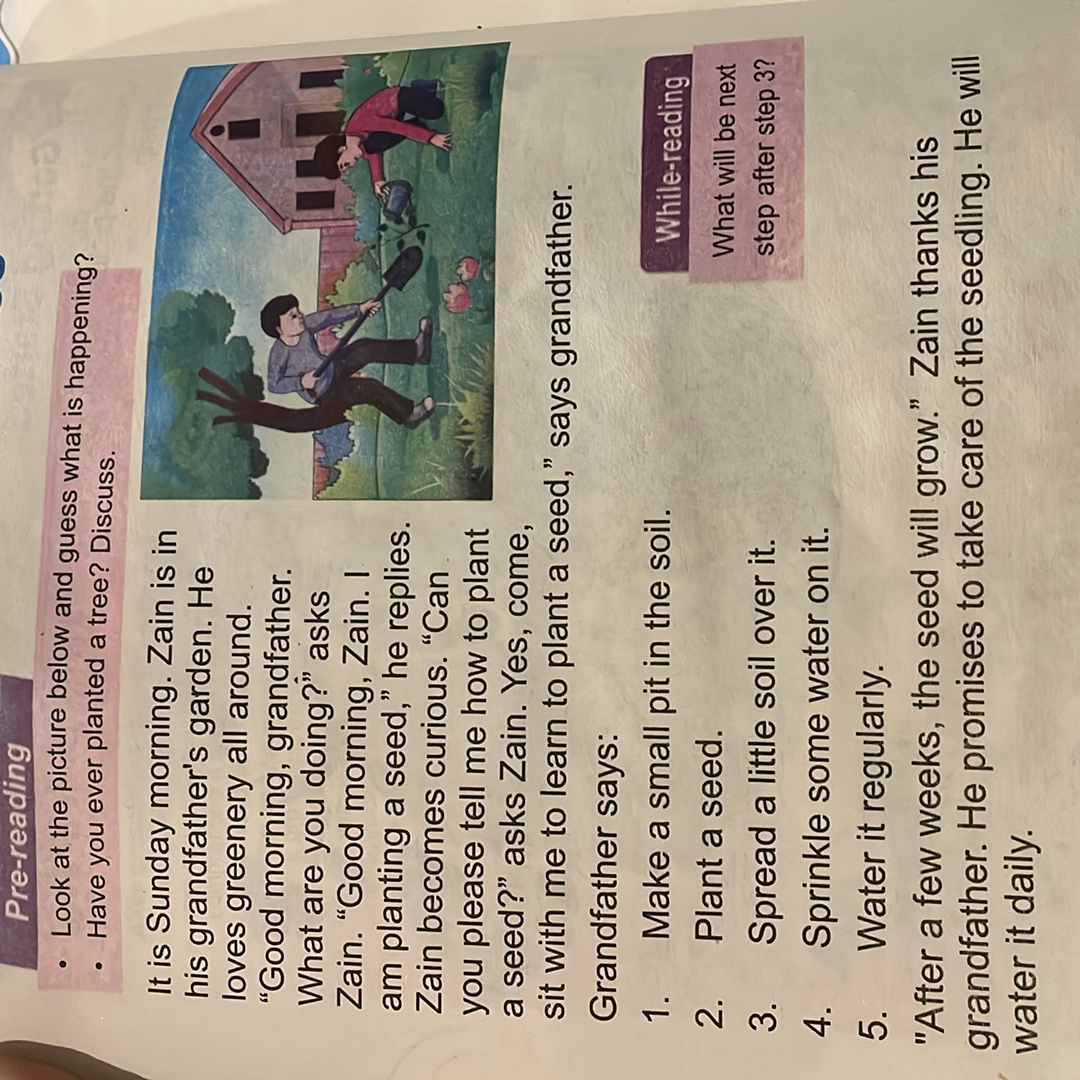 Pre-reading
• Look at the picture below and guess what is happening?
• Have you ever planted a tree? Discuss.
It is Sunday morning. Zain is in
his grandfather's garden. He
loves greenery all around.
“Good morning, grandfather.
What are you doing?” asks
Zain. “Good morning, Zain. I
am planting a seed,” he replies.
Zain becomes curious. “Can
you please tell me how to plant
a seed?” asks Zain. Yes, come,
sit with me to learn to plant a seed,” says grandfather.
Grandfather says:
1. Make a small pit in the soil.
2. Plant a seed.
3. Spread a little soil over it.
4. Sprinkle some water on it.
5. Water it regularly.
While-reading
What will be next
step after step 3?
"After a few weeks, the seed will grow.” Zain thanks his
grandfather. He promises to take care of the seedling. He will
water it daily.